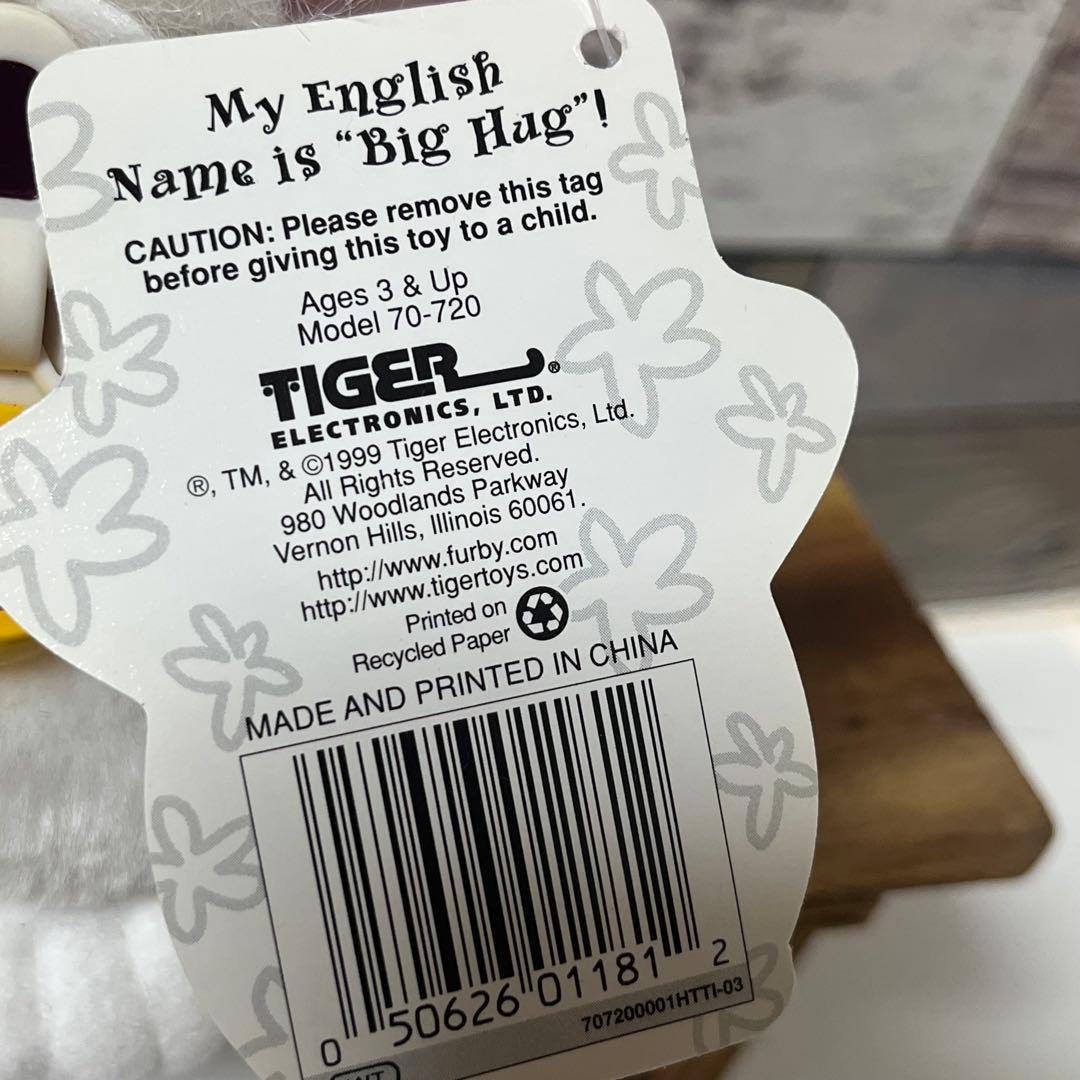 My English
Name is “Big Hug”!
CAUTION: Please remove this tag
before giving this toy to a child.
Ages 3 & Up
Model 70-720
TIGER®
ELECTRONICS, LTD.
®, TM, & ©1999 Tiger Electronics, Ltd.
All Rights Reserved.
980 Woodlands Parkway
Vernon Hills, Illinois 60061.
http://www.furby.com
http://www.tigertoys.com
Printed on
Recycled Paper
MADE AND PRINTED IN CHINA
0 50626 01181 2
707200001HTTI-03